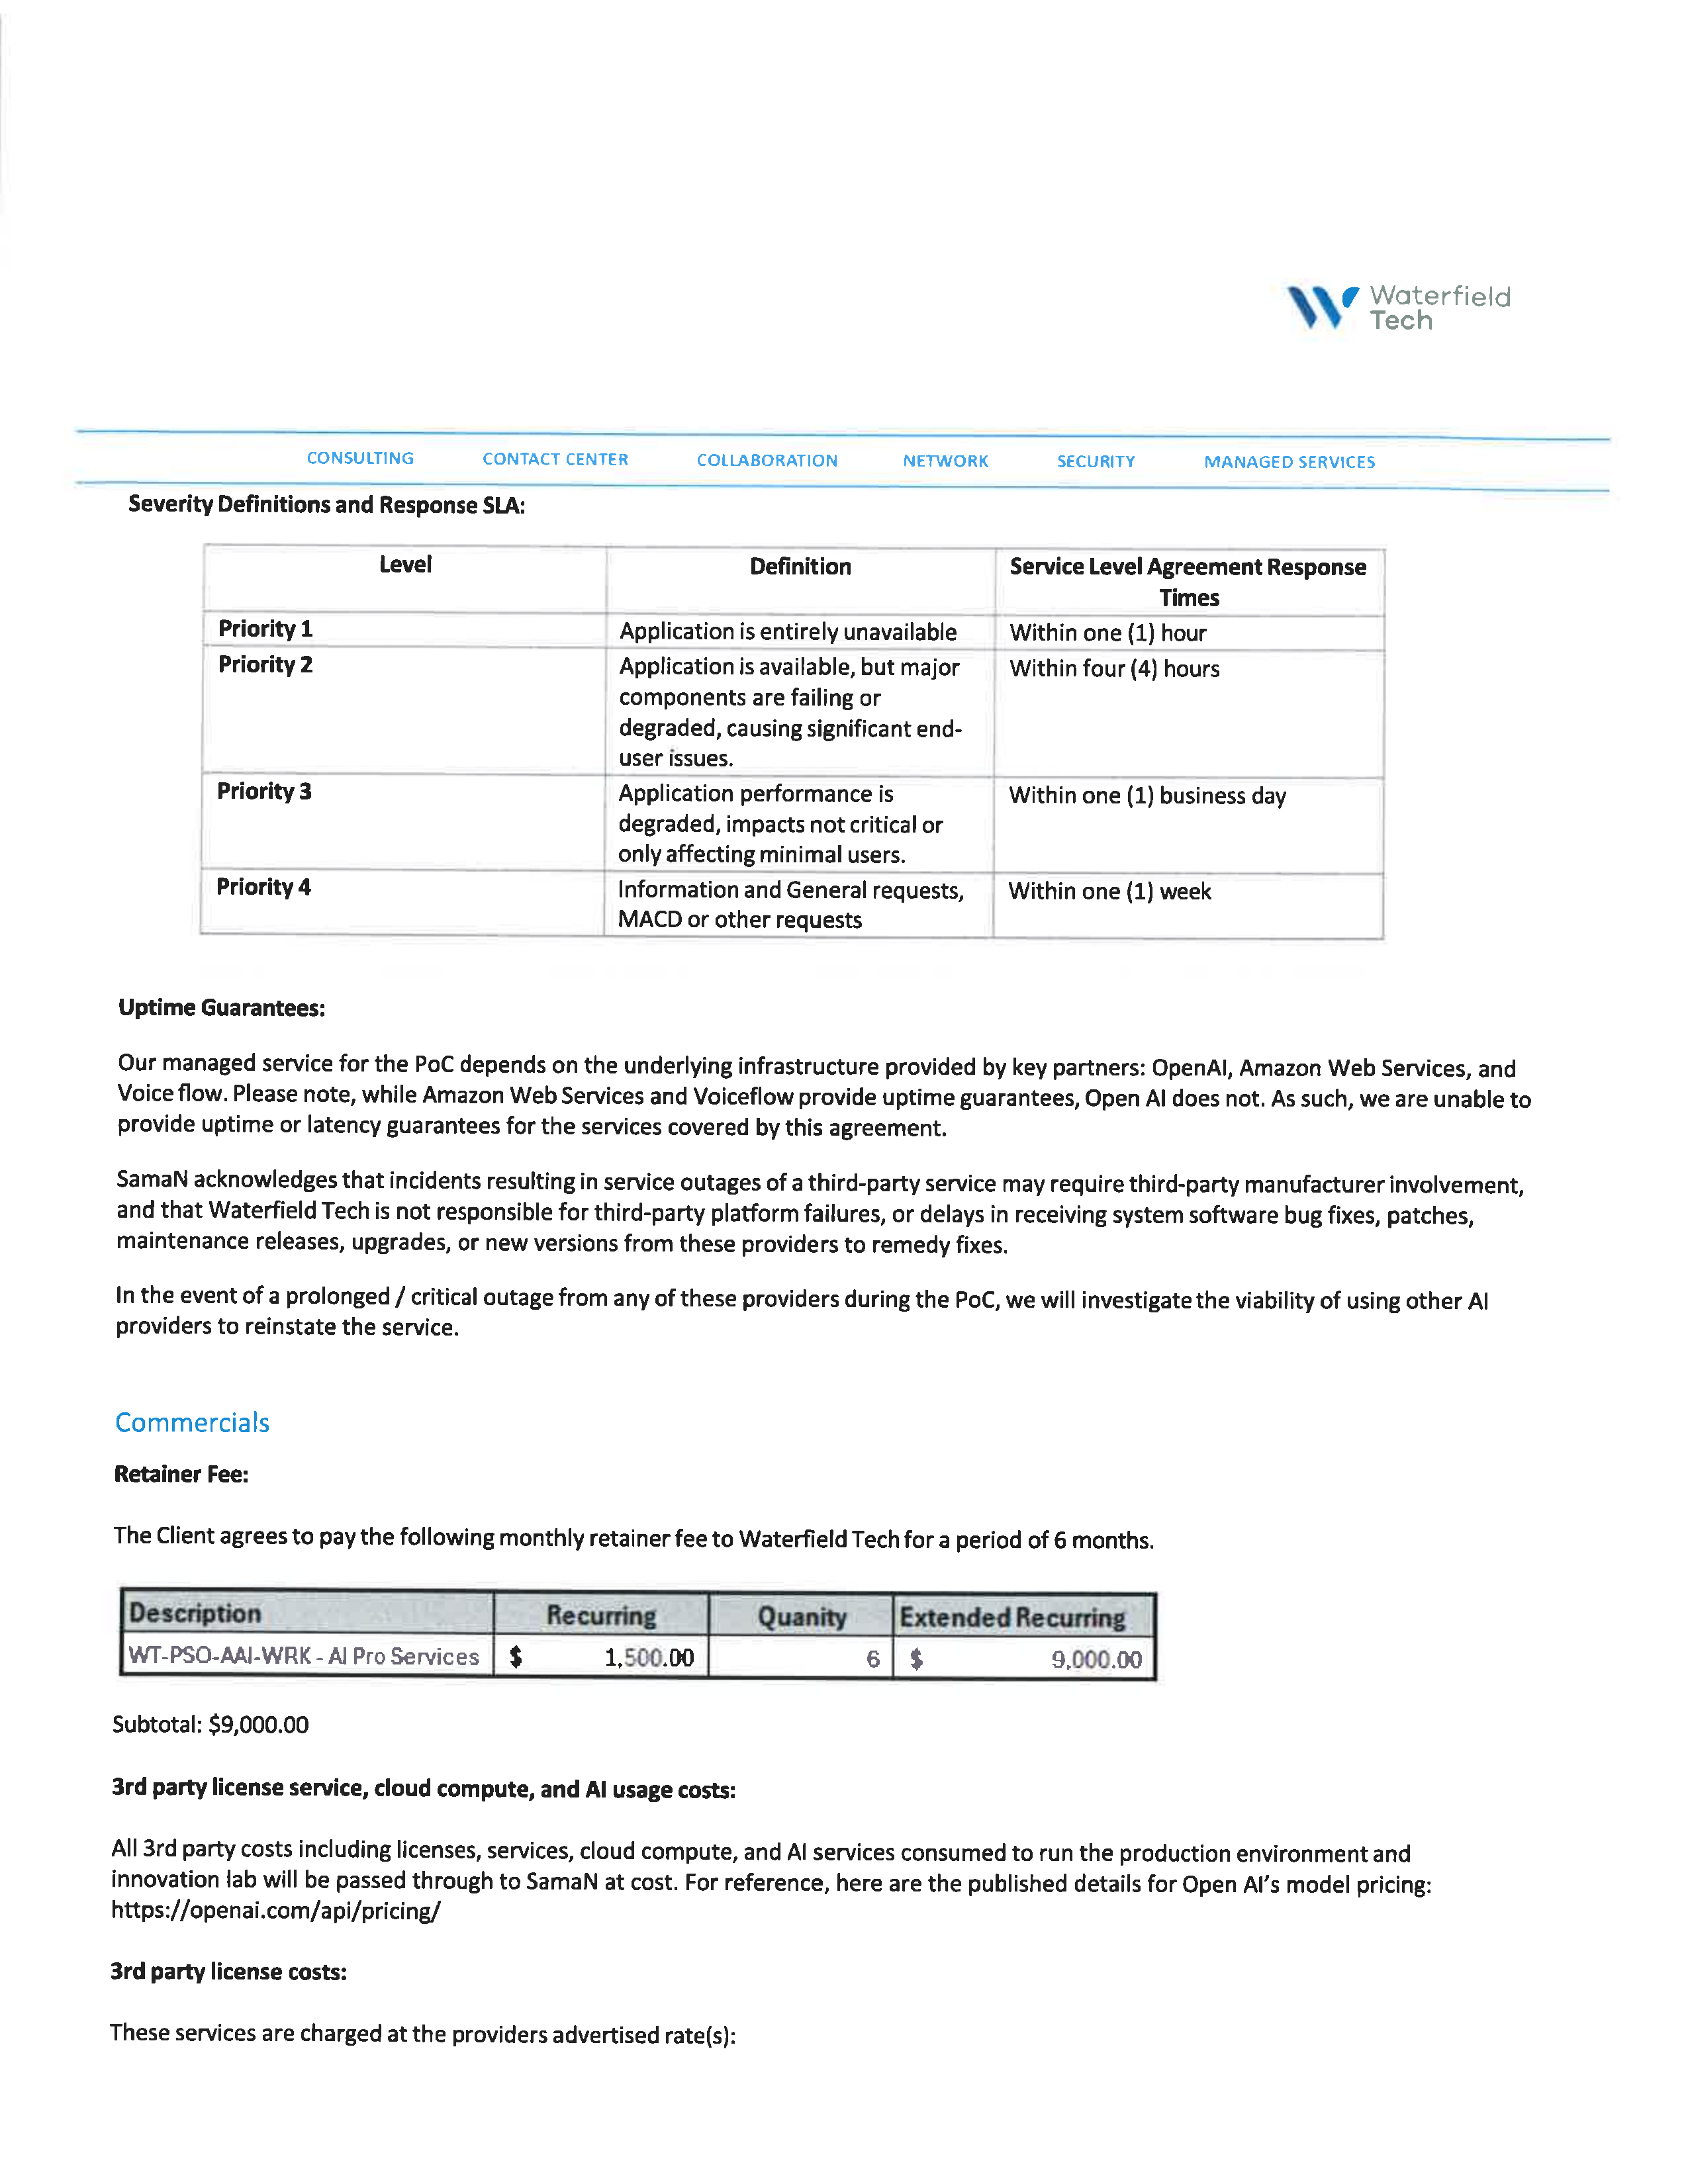 Waterfield
Tech
CONSULTING CONTACT CENTER COLLABORATION NETWORK SECURITY MANAGED SERVICES
Severity Definitions and Response SLA:
Level Definition Service Level Agreement Response
Times
Priority 1 Application is entirely unavailable Within one (1) hour
Priority 2 Application is available, but major Within four (4) hours
components are failing or
degraded, causing significant end-
user issues.
Priority 3 Application performance is Within one (1) business day
degraded, impacts not critical or
only affecting minimal users.
Priority 4 Information and General requests, Within one (1) week
MACD or other requests
Uptime Guarantees:
Our managed service for the PoC depends on the underlying infrastructure provided by key partners: OpenAI, Amazon Web Services, and
Voice flow. Please note, while Amazon Web Services and Voiceflow provide uptime guarantees, Open AI does not. As such, we are unable to
provide uptime or latency guarantees for the services covered by this agreement.
SamaN acknowledges that incidents resulting in service outages of a third-party service may require third-party manufacturer involvement,
and that Waterfield Tech is not responsible for third-party platform failures, or delays in receiving system software bug fixes, patches,
maintenance releases, upgrades, or new versions from these providers to remedy fixes.
In the event of a prolonged / critical outage from any of these providers during the PoC, we will investigate the viability of using other AI
providers to reinstate the service.
Commercials
Retainer Fee:
The Client agrees to pay the following monthly retainer fee to Waterfield Tech for a period of 6 months.
Description Recurring Quanity Extended Recurring
WT-PSO-AAI-WRK - AI Pro Services $ 1,500.00 6 $ 9,000.00
Subtotal: $9,000.00
3rd party license service, cloud compute, and AI usage costs:
All 3rd party costs including licenses, services, cloud compute, and AI services consumed to run the production environment and
innovation lab will be passed through to SamaN at cost. For reference, here are the published details for Open AI's model pricing:
https://openai.com/api/pricing/
3rd party license costs:
These services are charged at the providers advertised rate(s):